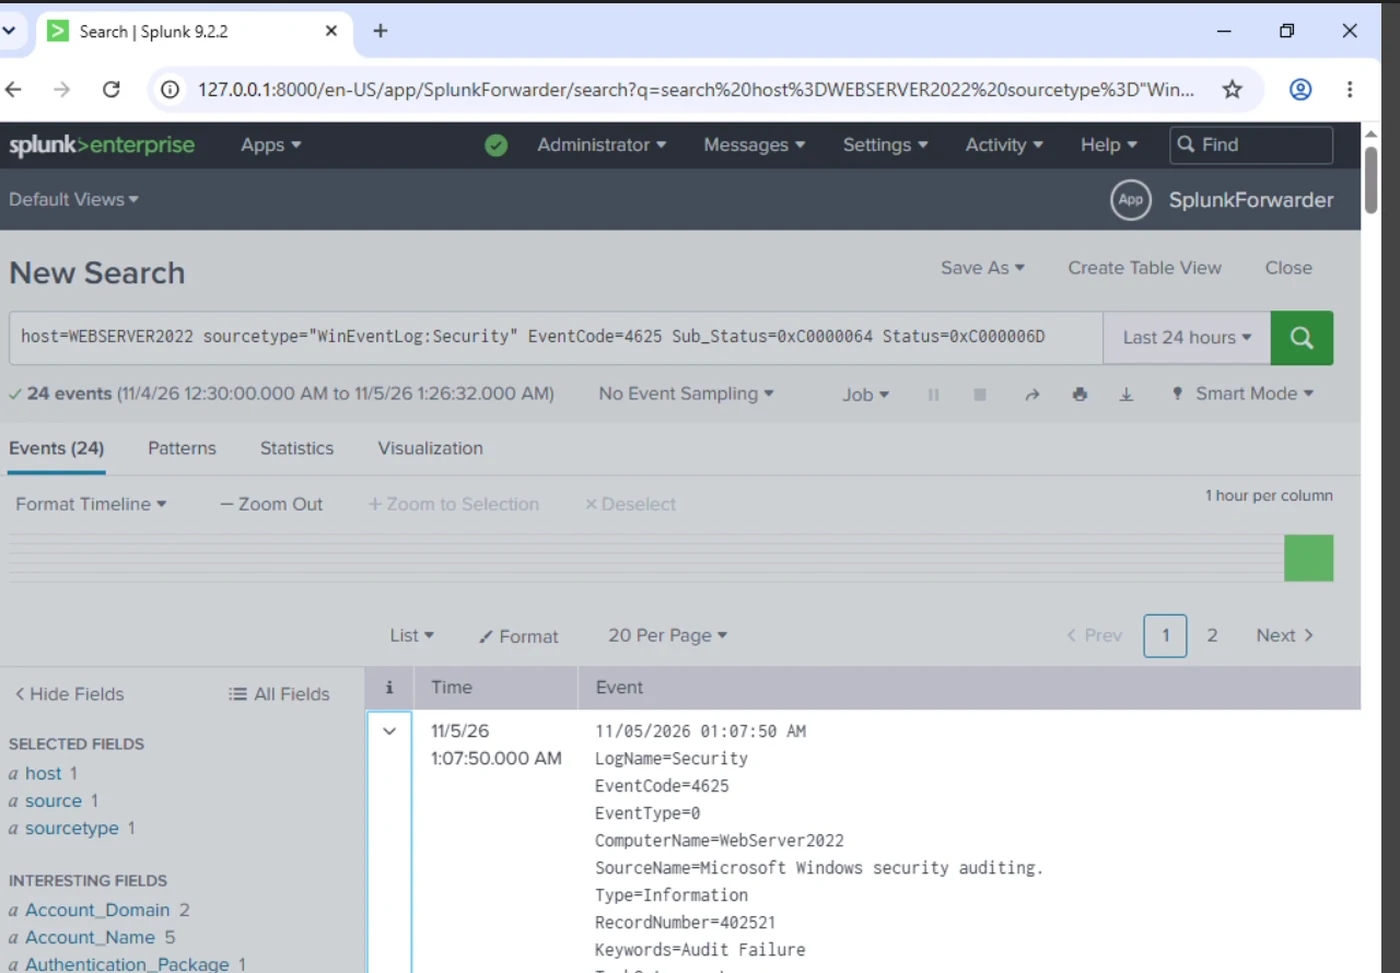 Search | Splunk 9.2.2
127.0.0.1:8000/en-US/app/SplunkForwarder/search?q=search%20host%3DWEBSERVER2022%20sourcetype%3D"Win...
splunk>enterprise Apps Administrator Messages Settings Activity Help Find
Default Views App SplunkForwarder
New Search Save As Create Table View Close
host=WEBSERVER2022 sourcetype="WinEventLog:Security" EventCode=4625 Sub_Status=0xC0000064 Status=0xC000006D Last 24 hours
24 events (11/4/26 12:30:00.000 AM to 11/5/26 1:26:32.000 AM) No Event Sampling Job Smart Mode
Events (24) Patterns Statistics Visualization
Format Timeline — Zoom Out + Zoom to Selection × Deselect 1 hour per column
List Format 20 Per Page < Prev 1 2 Next >
< Hide Fields All Fields i Time Event
SELECTED FIELDS
a host 1
a source 1
a sourcetype 1
INTERESTING FIELDS
a Account_Domain 2
a Account_Name 5
a Authentication_Package 1
11/5/26
1:07:50.000 AM
11/05/2026 01:07:50 AM
LogName=Security
EventCode=4625
EventType=0
ComputerName=WebServer2022
SourceName=Microsoft Windows security auditing.
Type=Information
RecordNumber=402521
Keywords=Audit Failure